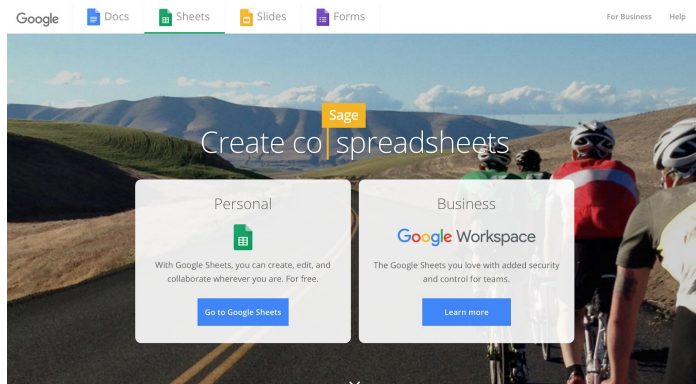 Google
Docs
Sheets
Slides
Forms
For Business
Help
Sage
Create co spreadsheets
Personal
With Google Sheets, you can create, edit, and
collaborate wherever you are. For free.
Go to Google Sheets
Business
Google Workspace
The Google Sheets you love with added security
and control for teams.
Learn more